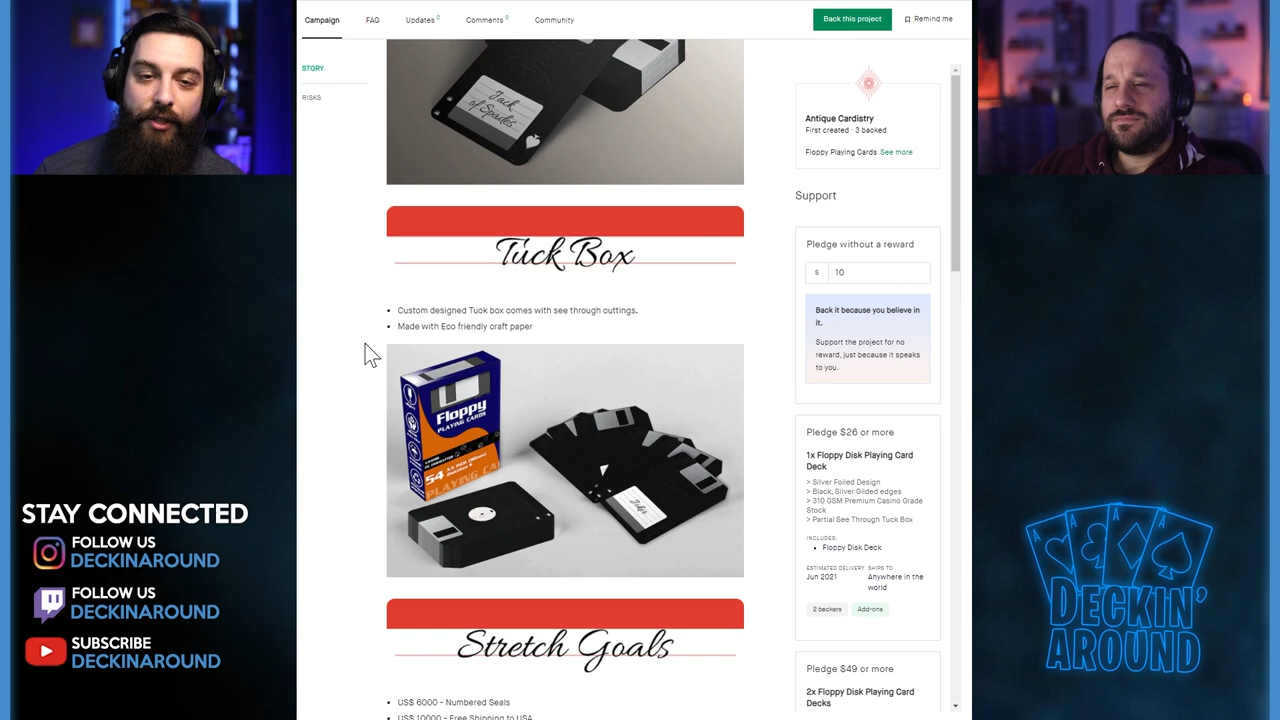 Campaign
FAQ
Updates 0
Comments 0
Community
Back this project
Remind me
STORY
RISKS
Jack
of Spades
Antique Cardistry
First created · 3 backed
Floppy Playing Cards See more
Support
Tuck Box
Pledge without a reward
$ 10
Back it because you believe in
it.
Support the project for no
reward, just because it speaks
to you.
• Custom designed Tuck box comes with see through cuttings.
• Made with Eco friendly craft paper
Floppy
PLAYING CARDS
54
PLAYING CA
Joker
Pledge $26 or more
1x Floppy Disk Playing Card
Deck
> Silver Foiled Design
> Black, Silver Gilded edges
> 310 GSM Premium Casino Grade
Stock
> Partial See Through Tuck Box
INCLUDES:
• Floppy Disk Deck
ESTIMATED DELIVERY
Jun 2021
SHIPS TO
Anywhere in the
world
2 backers
Add-ons
Stretch Goals
• US$ 6000 - Numbered Seals
• US$ 10000 - Free Shipping to USA
Pledge $49 or more
2x Floppy Disk Playing Card
Decks
STAY CONNECTED
FOLLOW US
DECKINAROUND
FOLLOW US
DECKINAROUND
SUBSCRIBE
DECKINAROUND
A A A A
DECKIN'
AROUND